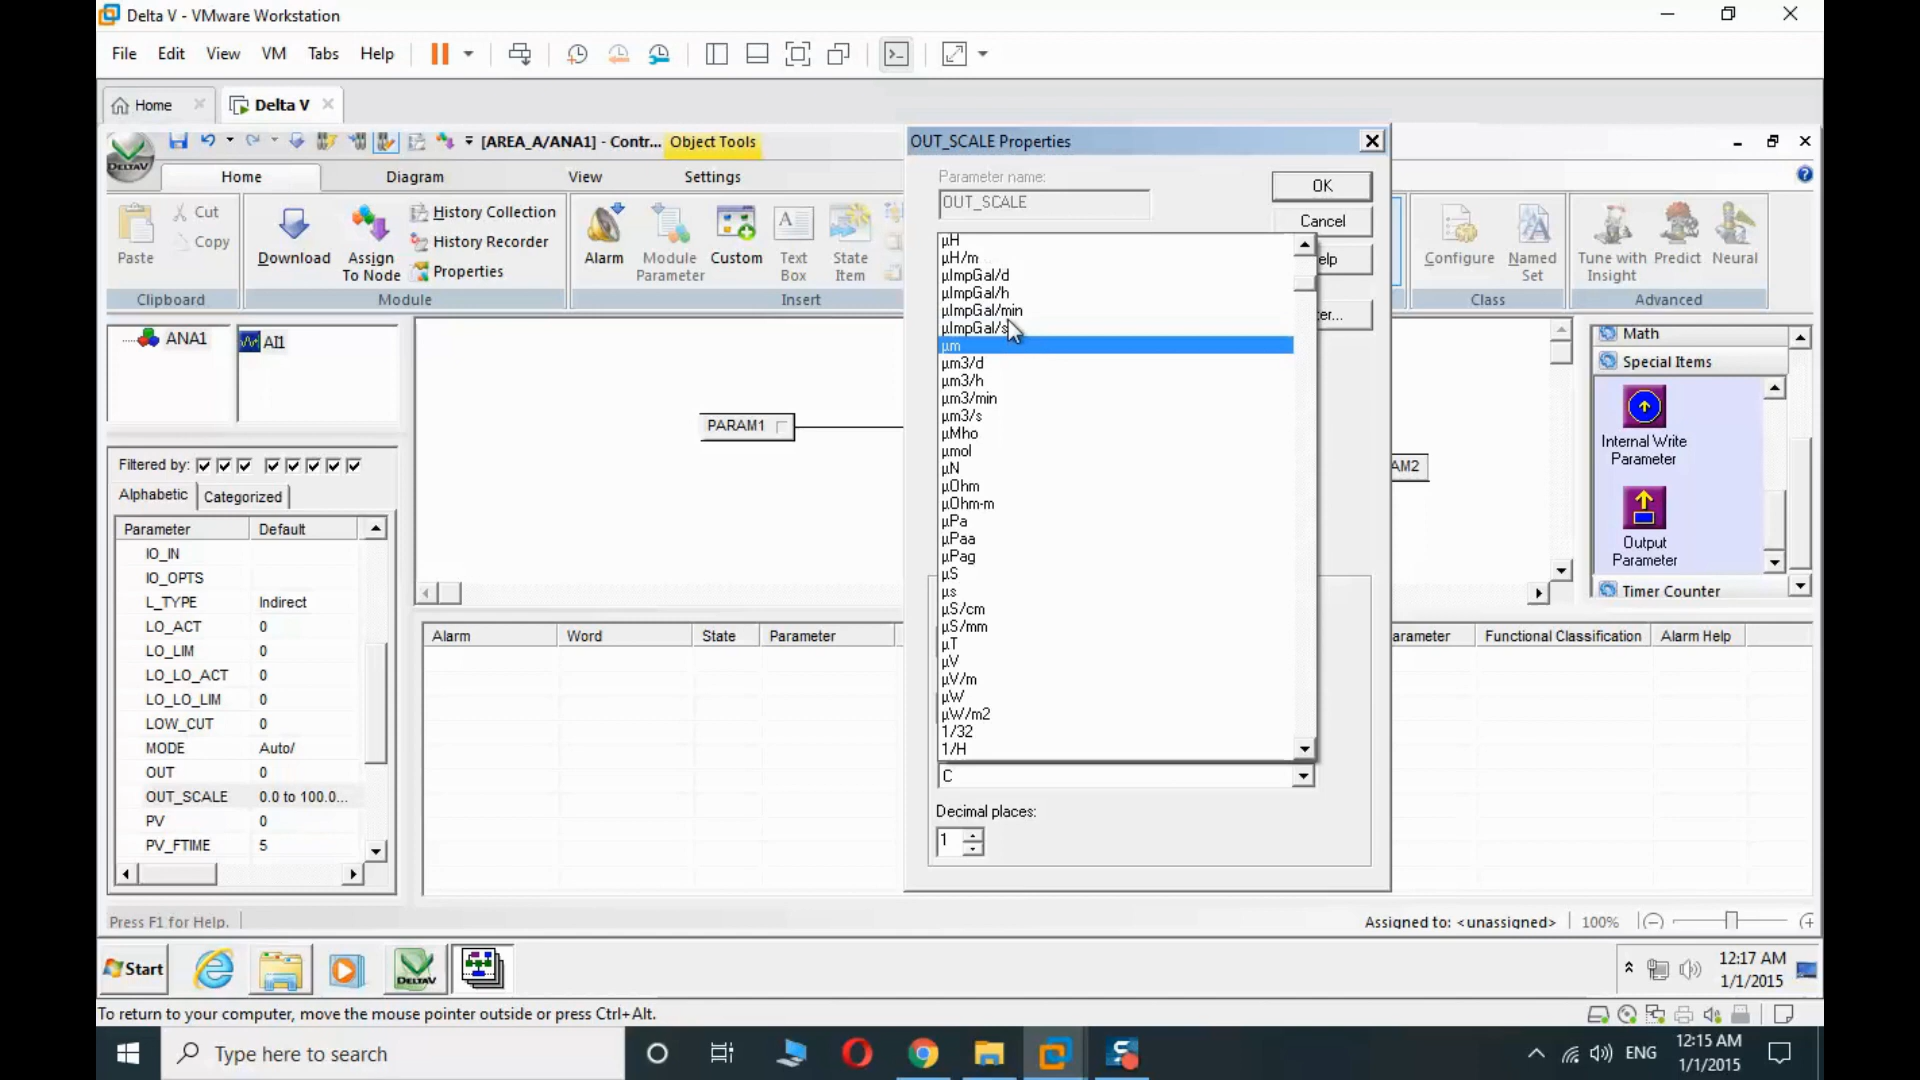 Delta V - VMware Workstation
File Edit View VM Tabs Help
Home Delta V
[AREA_A/ANA1] - Contr... Object Tools
DELTAV
Home Diagram View Settings
Paste Cut Copy
Clipboard
Download Assign To Node
History Collection
History Recorder
Properties
Module
Alarm Module Parameter Custom Text Box State Item
Insert
Configure Named Set
Class
Tune with Insight Predict Neural
Advanced
OUT_SCALE Properties
Parameter name:
OUT_SCALE
OK
Cancel
elp
ter...
µH
µH/m
µImpGal/d
µImpGal/h
µImpGal/min
µImpGal/s
µm
µm3/d
µm3/h
µm3/min
µm3/s
µMho
µmol
µN
µOhm
µOhm-m
µPa
µPaa
µPag
µS
µs
µS/cm
µS/mm
µT
µV
µV/m
µW
µW/m2
1/32
1/H
C
Decimal places:
1
ANA1
AI1
PARAM1
AM2
Math
Special Items
Internal Write Parameter
Output Parameter
Timer Counter
Filtered by:
Alphabetic Categorized
Parameter Default
IO_IN
IO_OPTS
L_TYPE Indirect
LO_ACT 0
LO_LIM 0
LO_LO_ACT 0
LO_LO_LIM 0
LOW_CUT 0
MODE Auto/
OUT 0
OUT_SCALE 0.0 to 100.0...
PV 0
PV_FTIME 5
Alarm Word State Parameter
arameter Functional Classification Alarm Help
Press F1 for Help.
Assigned to: <unassigned> 100%
Start
DELTAV
12:17 AM
1/1/2015
To return to your computer, move the mouse pointer outside or press Ctrl+Alt.
Type here to search
ENG
12:15 AM
1/1/2015